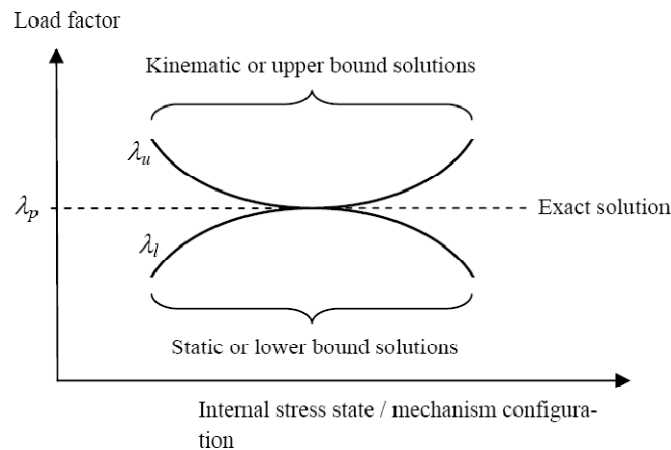 Load factor
Kinematic or upper bound solutions
λu
λp
Exact solution
λl
Static or lower bound solutions
Internal stress state / mechanism configura-
tion